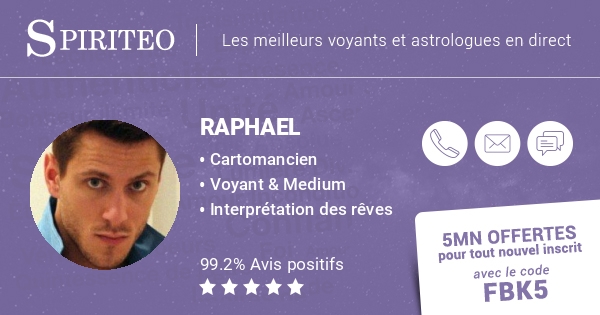 SPIRITEO
Les meilleurs voyants et astrologues en direct
RAPHAEL
• Cartomancien
• Voyant & Medium
• Interprétation des rêves
99.2% Avis positifs
5MN OFFERTES
pour tout nouvel inscrit
avec le code
FBK5